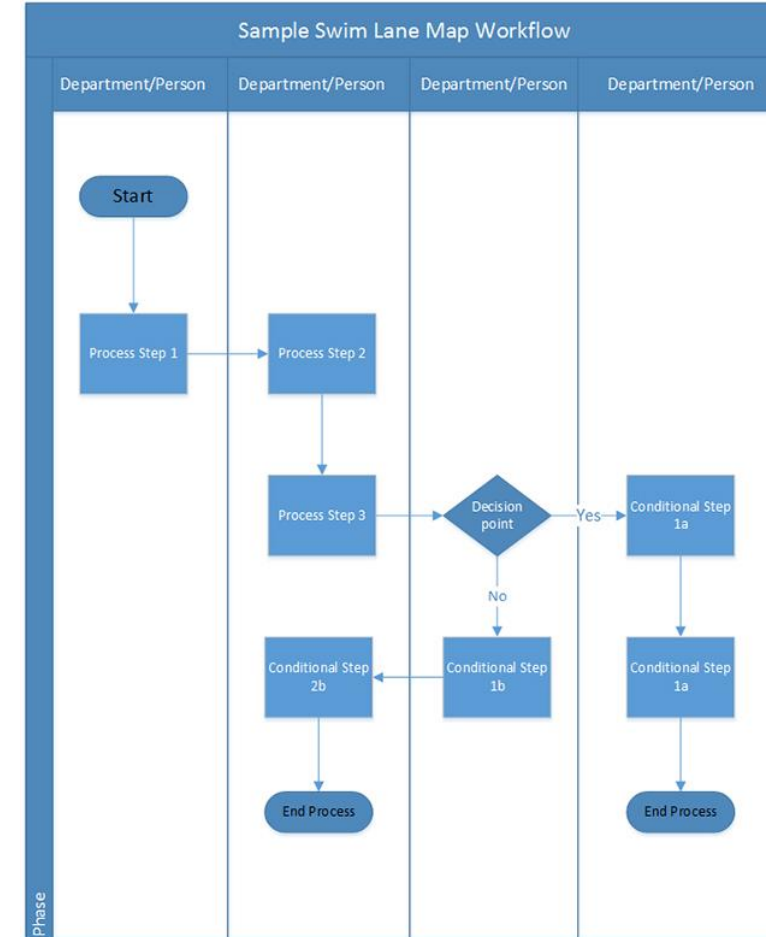 Sample Swim Lane Map Workflow
Department/Person
Department/Person
Department/Person
Department/Person
Start
Process Step 1
Process Step 2
Process Step 3
Decision
point
Yes
Conditional Step
1a
No
Conditional Step
2b
Conditional Step
1b
Conditional Step
1a
End Process
End Process
Phase